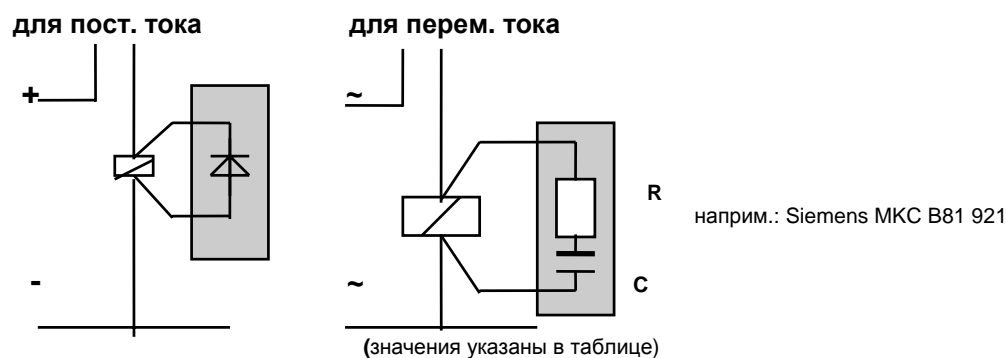 для пост. тока
для перем. тока
+
~
R
наприм.: Siemens MKC B81 921
-
~
C
(значения указаны в таблице)